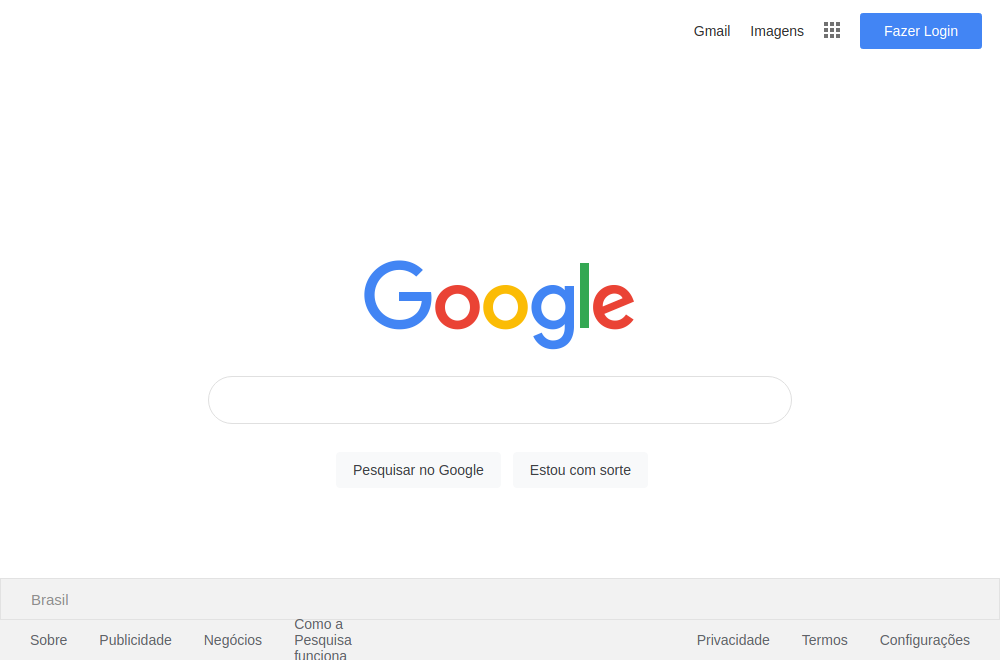 Gmail Imagens Fazer Login
Google
Pesquisar no Google Estou com sorte
Brasil
Sobre Publicidade Negócios Como a
Pesquisa
funciona
Privacidade Termos Configurações